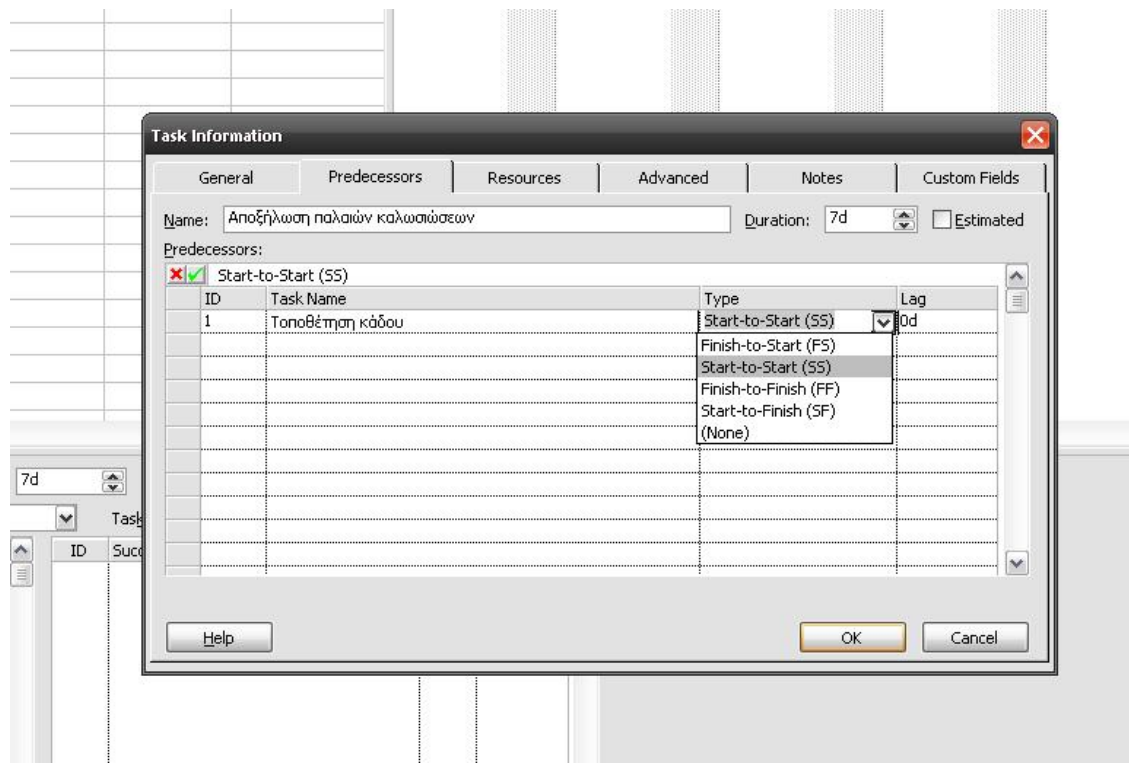 Task Information
General Predecessors Resources Advanced Notes Custom Fields
Name: Αποξήλωση παλαιών καλωσιώσεων Duration: 7d Estimated
Predecessors:
Start-to-Start (SS)
ID Task Name Type Lag
1 Τοποθέτηση κάδου Start-to-Start (SS) 0d
Finish-to-Start (FS)
Start-to-Start (SS)
Finish-to-Finish (FF)
Start-to-Finish (SF)
(None)
7d
Task
ID Succ
Help OK Cancel